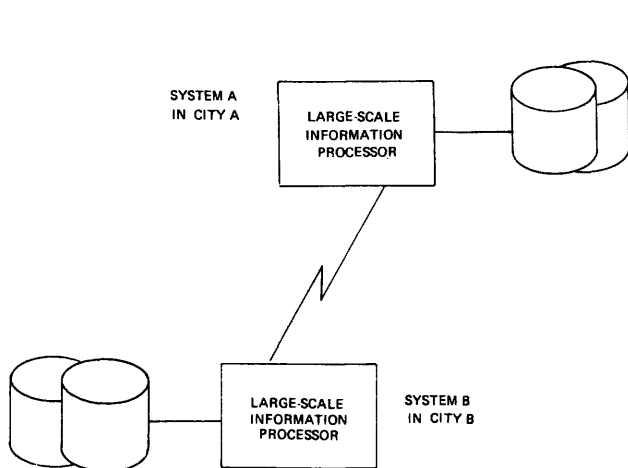 SYSTEM A
IN CITY A
LARGE-SCALE
INFORMATION
PROCESSOR
LARGE-SCALE
INFORMATION
PROCESSOR
SYSTEM B
IN CITY B